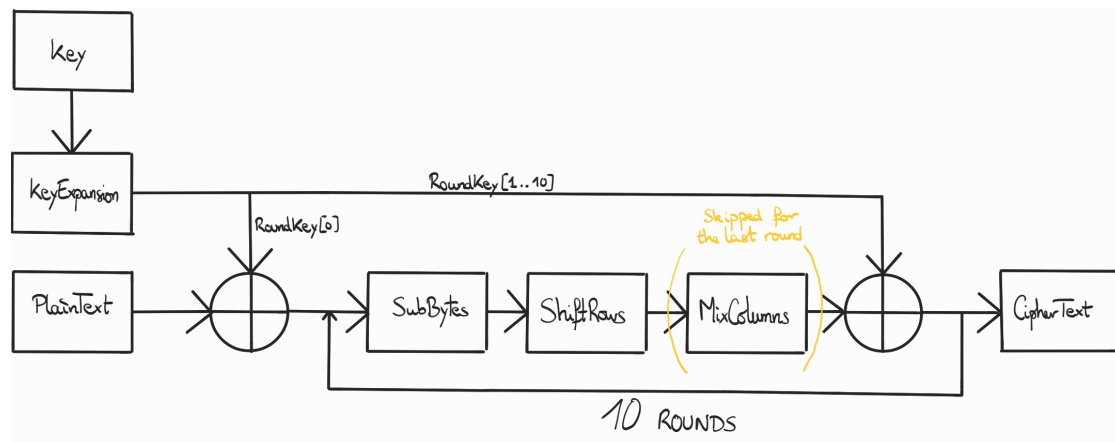 Key
KeyExpansion
RoundKey[1..10]
RoundKey[0]
Skipped for
the last round
PlainText
SubBytes
ShiftRows
MixColumns
CipherText
10 ROUNDS